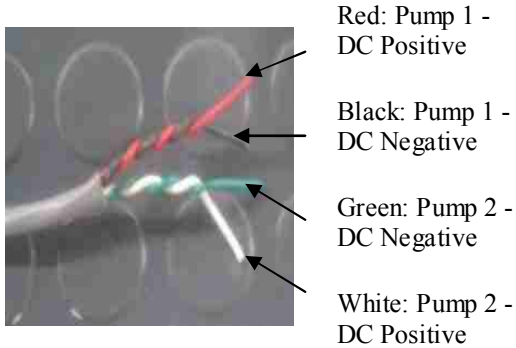 Red: Pump 1 -
DC Positive
Black: Pump 1 -
DC Negative
Green: Pump 2 -
DC Negative
White: Pump 2 -
DC Positive